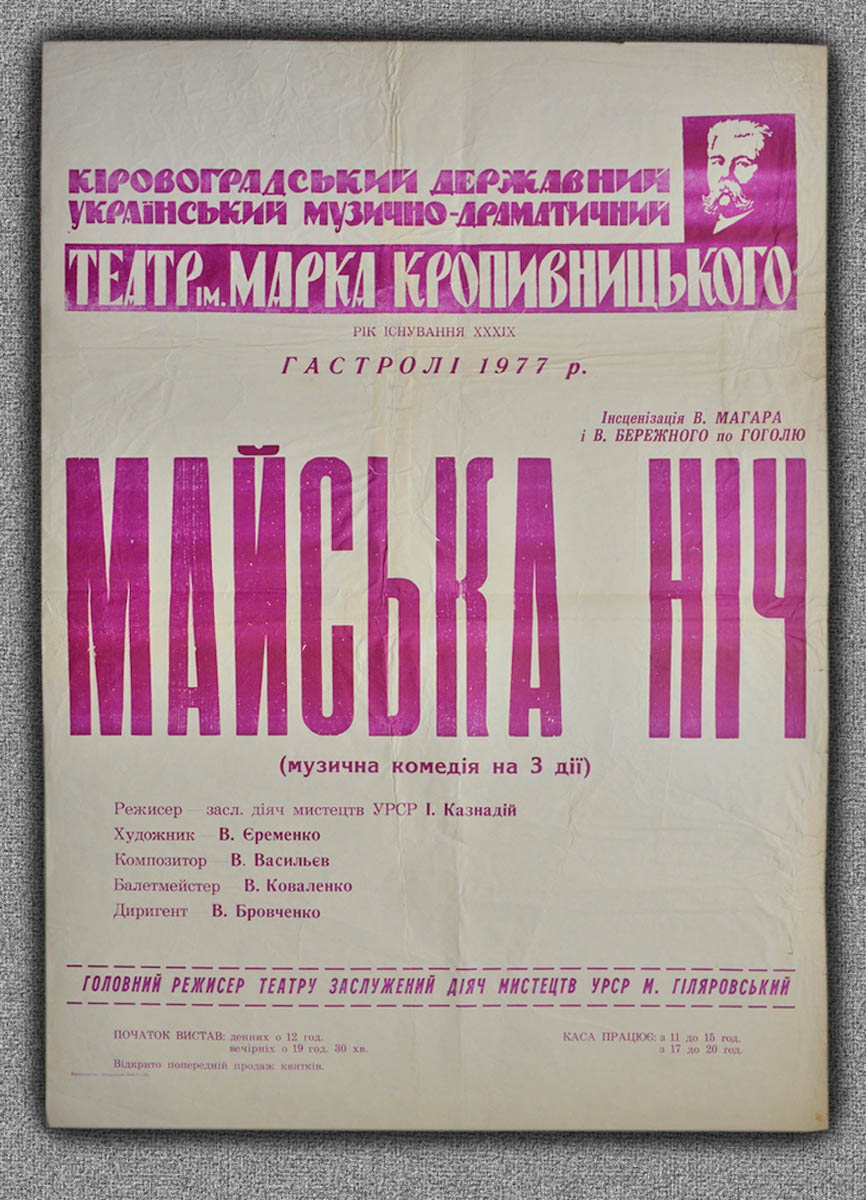 КІРОВОГРАДСЬКИЙ ДЕРЖАВНИЙ
УКРАЇНСЬКИЙ МУЗИЧНО-ДРАМАТИЧНИЙ
ТЕАТР ІМ. МАРКА КРОПИВНИЦЬКОГО
РІК ІСНУВАННЯ XXXIX
ГАСТРОЛІ 1977 р.
Інсценізація В. МАГАРА
і В. БЕРЕЖНОГО по ГОГОЛЮ
МАЙСЬКА НІЧ
(музична комедія на 3 дії)
Режисер — засл. діяч мистецтв УРСР І. Казнадій
Художник — В. Єременко
Композитор — В. Васильєв
Балетмейстер — В. Коваленко
Диригент — В. Бровченко
ГОЛОВНИЙ РЕЖИСЕР ТЕАТРУ ЗАСЛУЖЕНИЙ ДІЯЧ МИСТЕЦТВ УРСР М. ГІЛЯРОВСЬКИЙ
ПОЧАТОК ВИСТАВ: денних о 12 год.
вечірніх о 19 год. 30 хв.
Відкрито попередній продаж квитків.
КАСА ПРАЦЮЄ: з 11 до 15 год.
з 17 до 20 год.